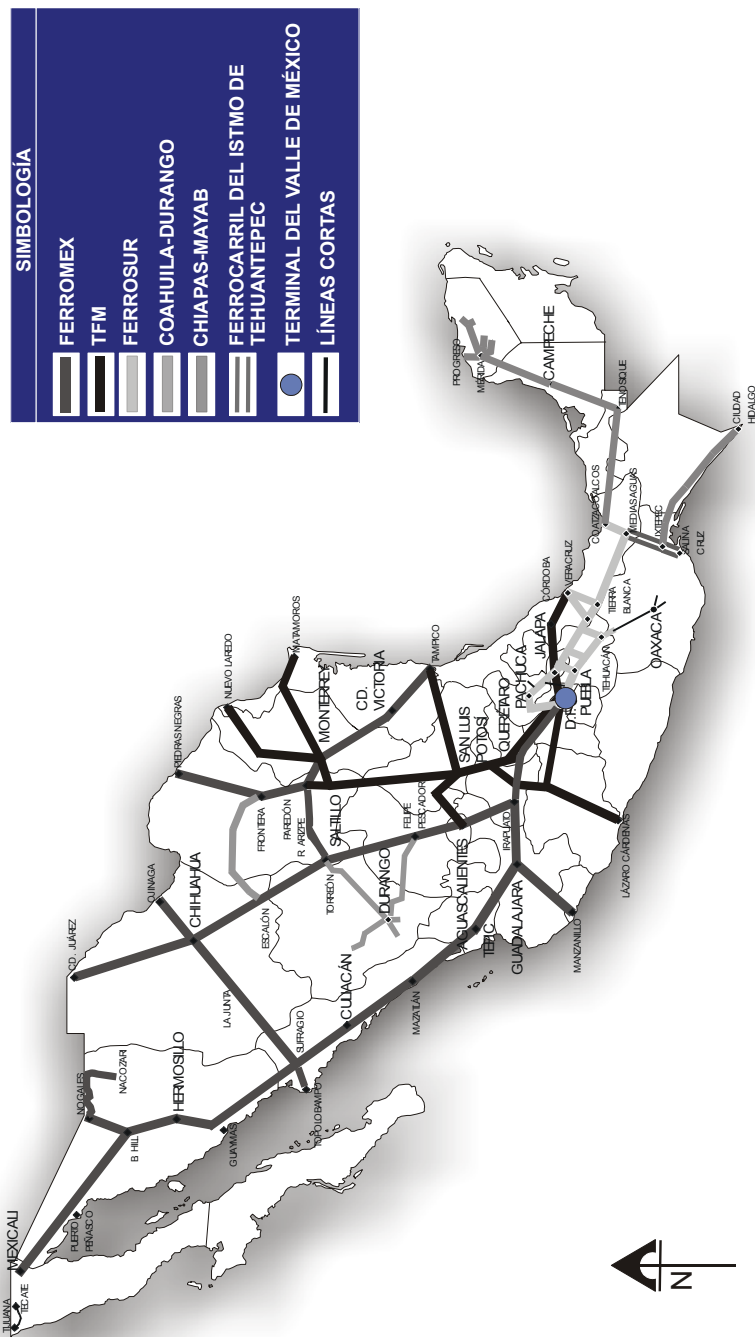 SIMBOLOGÍA
FERROMEX
TFM
FERROSUR
COAHUILA-DURANGO
CHIAPAS-MAYAB
FERROCARRIL DEL ISTMO DE
TEHUANTEPEC
TERMINAL DEL VALLE DE MÉXICO
LÍNEAS CORTAS
TIJUANA
TECATE
MEXICALI
PUERTO
PEÑASCO
B. HILL
NOGALES
NACOZARI
HERMOSILLO
GUAYMAS
CD. JUÁREZ
OJINAGA
CHIHUAHUA
LA JUNTA
SUFRAGIO
TOPOLOBAMPO
CULIACÁN
MAZATLÁN
ESCALÓN
TORREÓN
DURANGO
FELIPE
PESCADOR
PIEDRAS NEGRAS
FRONTERA
PAREDÓN
R. ARIZPE
SALTILLO
NUEVO LAREDO
MATAMOROS
MONTERREY
CD.
VICTORIA
TAMPICO
SAN LUIS
POTOSÍ
AGUASCALIENTES
TEPIC
GUADALAJARA
IRAPUATO
MANZANILLO
LÁZARO CÁRDENAS
QUERÉTARO
PACHUCA
JALAPA
D.F.
PUEBLA
CÓRDOBA
VERACRUZ
TIERRA
BLANCA
TEHUACÁN
OAXACA
COATZACOALCOS
MEDIAS AGUAS
IXTEPEC
SALINA
CRUZ
CIUDAD
HIDALGO
TENOSIQUE
CAMPECHE
MÉRIDA
PROGRESO
N